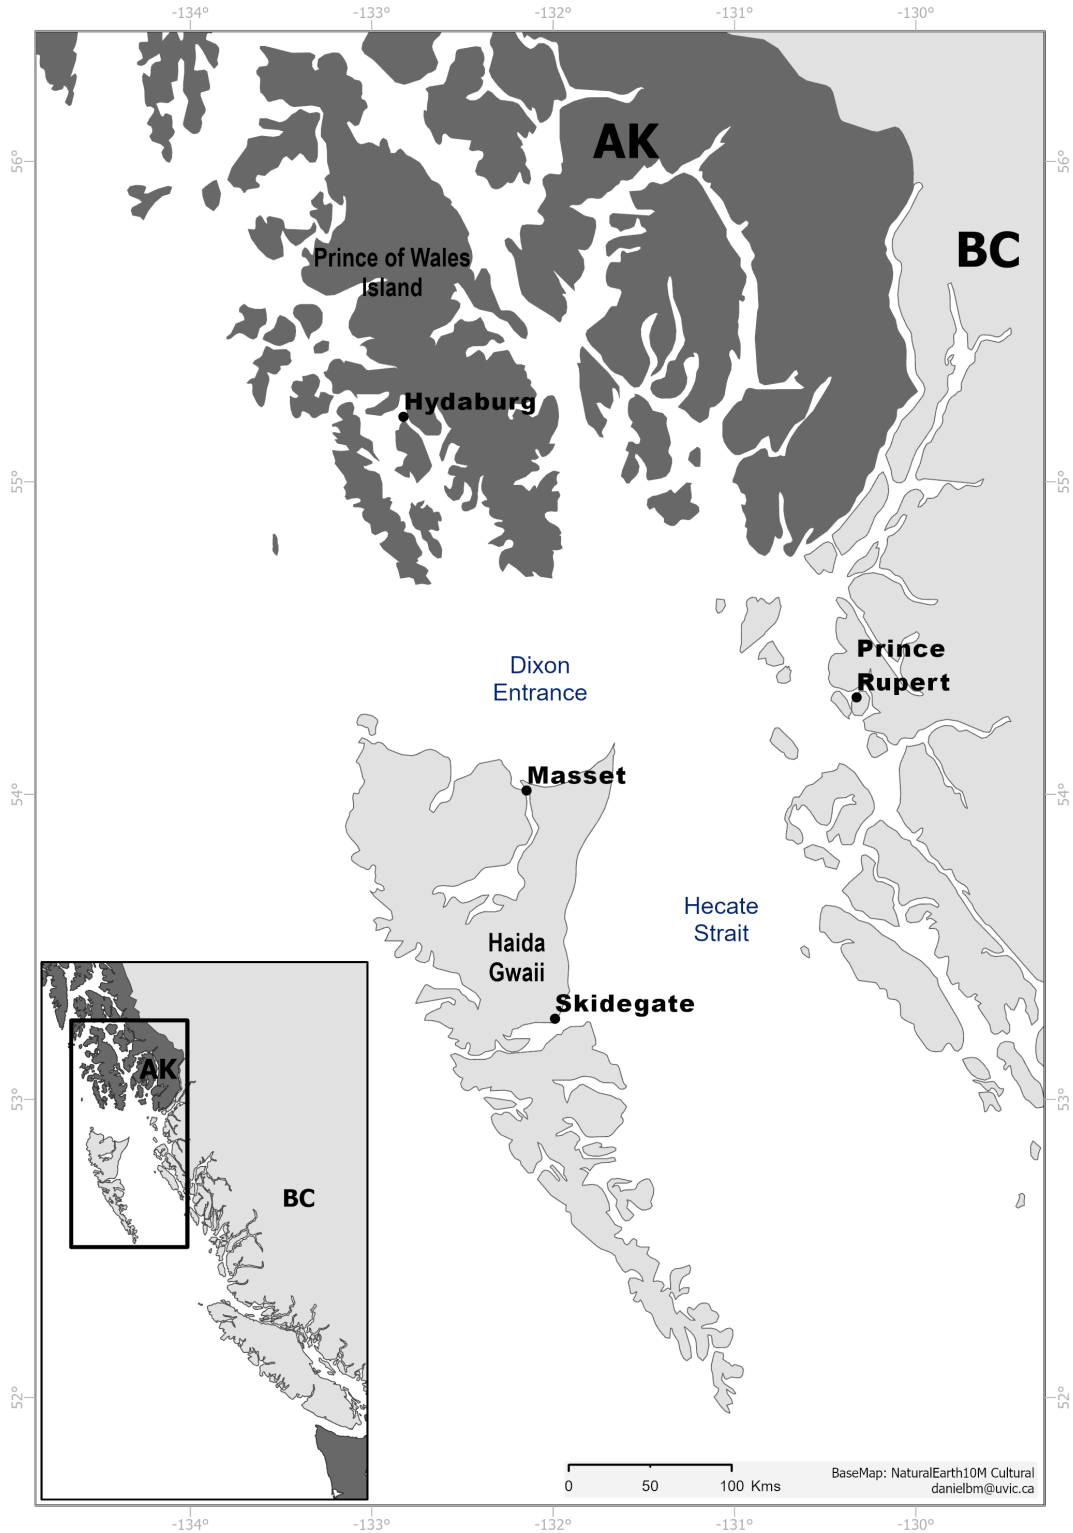 -134° -133° -132° -131° -130°
56° 56°
AK
BC
Prince of Wales
Island
Hydaburg
55° 55°
Prince
Rupert
Dixon
Entrance
Masset
54° 54°
Hecate
Strait
Haida
Gwaii
Skidegate
AK
53° 53°
BC
52° 52°
0 50 100 Kms
BaseMap: NaturalEarth10M Cultural
danielbm@uvic.ca
-134° -133° -132° -131° -130°